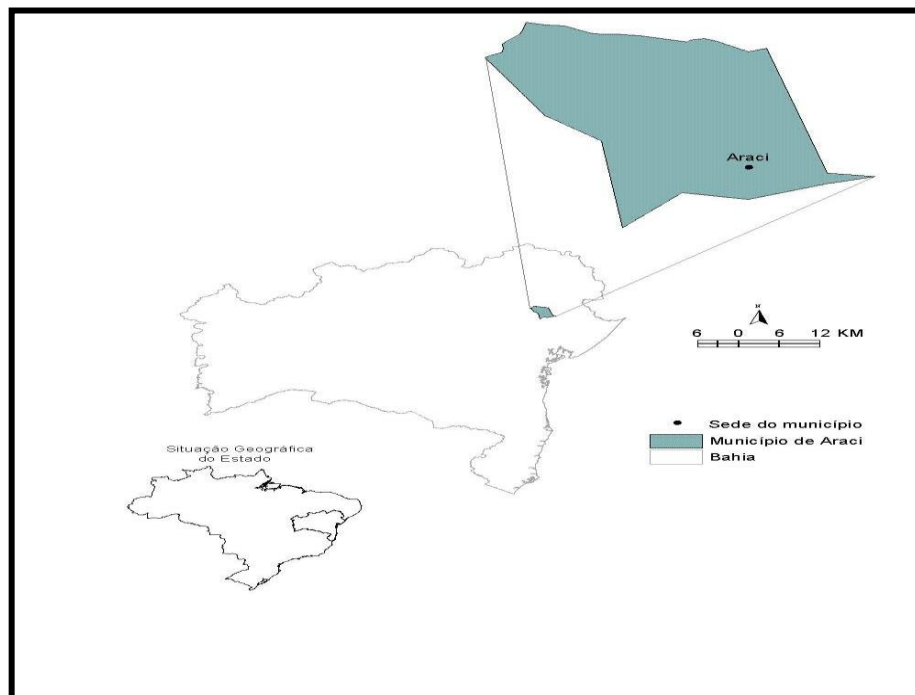 Araci
N
6 0 6 12 KM
Sede do município
Município de Araci
Bahia
Situação Geográfica
do Estado